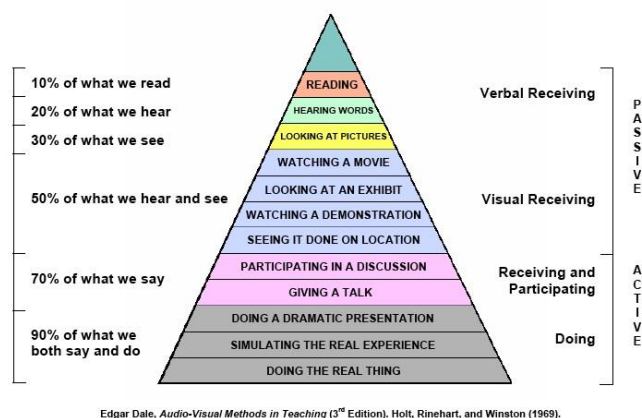 10% of what we read
20% of what we hear
30% of what we see
50% of what we hear and see
70% of what we say
90% of what we
both say and do
READING
HEARING WORDS
LOOKING AT PICTURES
WATCHING A MOVIE
LOOKING AT AN EXHIBIT
WATCHING A DEMONSTRATION
SEEING IT DONE ON LOCATION
PARTICIPATING IN A DISCUSSION
GIVING A TALK
DOING A DRAMATIC PRESENTATION
SIMULATING THE REAL EXPERIENCE
DOING THE REAL THING
Verbal Receiving
Visual Receiving
Receiving and
Participating
Doing
PASSIVE
ACTIVE
Edgar Dale, Audio-Visual Methods in Teaching (3rd Edition). Holt, Rinehart, and Winston (1969).